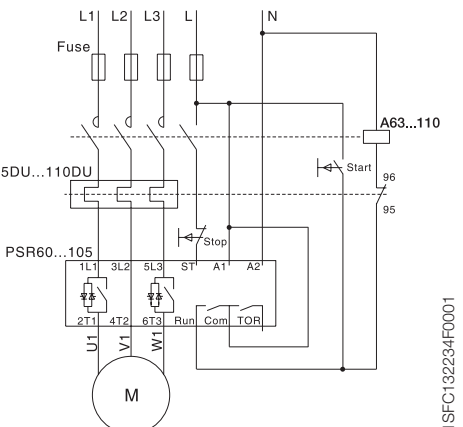 L1 L2 L3 L N
Fuse
A63...110
Start
5DU...110DU
96
95
Stop
PSR60...105
1L1 3L2 5L3 ST A1 A2
2T1 4T2 6T3 Run Com TOR
U1 V1 W1
M
1SFC132234F0001